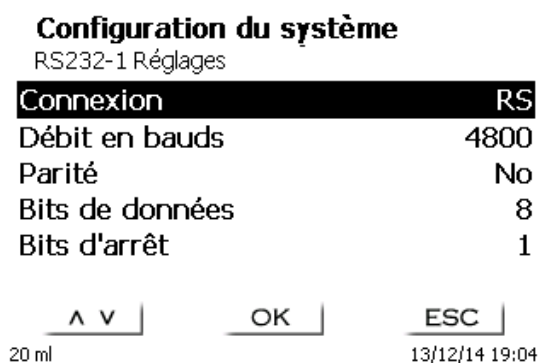 Configuration du système
RS232-1 Réglages
Connexion RS
Débit en bauds 4800
Parité No
Bits de données 8
Bits d'arrêt 1
∧ ∨ OK ESC
20 ml 13/12/14 19:04